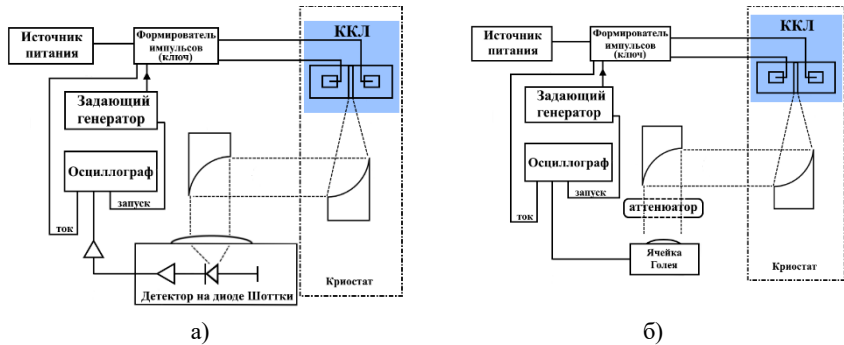 Источник
питания
Формирователь
импульсов
(ключ)
ККЛ
Задающий
генератор
Осциллограф
запуск
ток
Детектор на диоде Шоттки
Криостат
а)
Источник
питания
Формирователь
импульсов
(ключ)
ККЛ
Задающий
генератор
Осциллограф
запуск
ток
аттенюатор
Ячейка
Голея
Криостат
б)